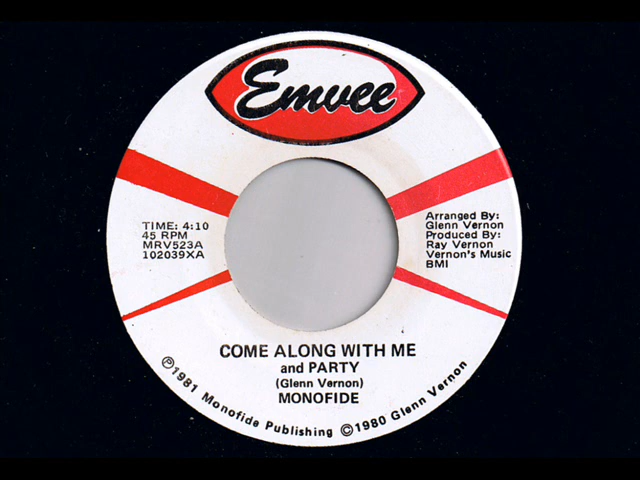 Emvee
TIME: 4:10
45 RPM
MRV523A
102039XA
Arranged By:
Glenn Vernon
Produced By:
Ray Vernon
Vernon's Music
BMI
COME ALONG WITH ME
and PARTY
(Glenn Vernon)
MONOFIDE
℗1981 Monofide Publishing ©1980 Glenn Vernon